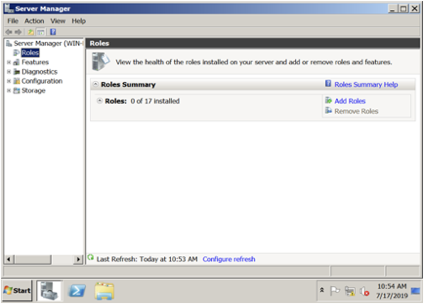 Server Manager
File Action View Help
Server Manager (WIN-
Roles
Features
Diagnostics
Configuration
Storage
Roles
View the health of the roles installed on your server and add or remove roles and features.
Roles Summary
Roles Summary Help
Roles: 0 of 17 installed
Add Roles
Remove Roles
Last Refresh: Today at 10:53 AM Configure refresh
Start
10:54 AM
7/17/2019